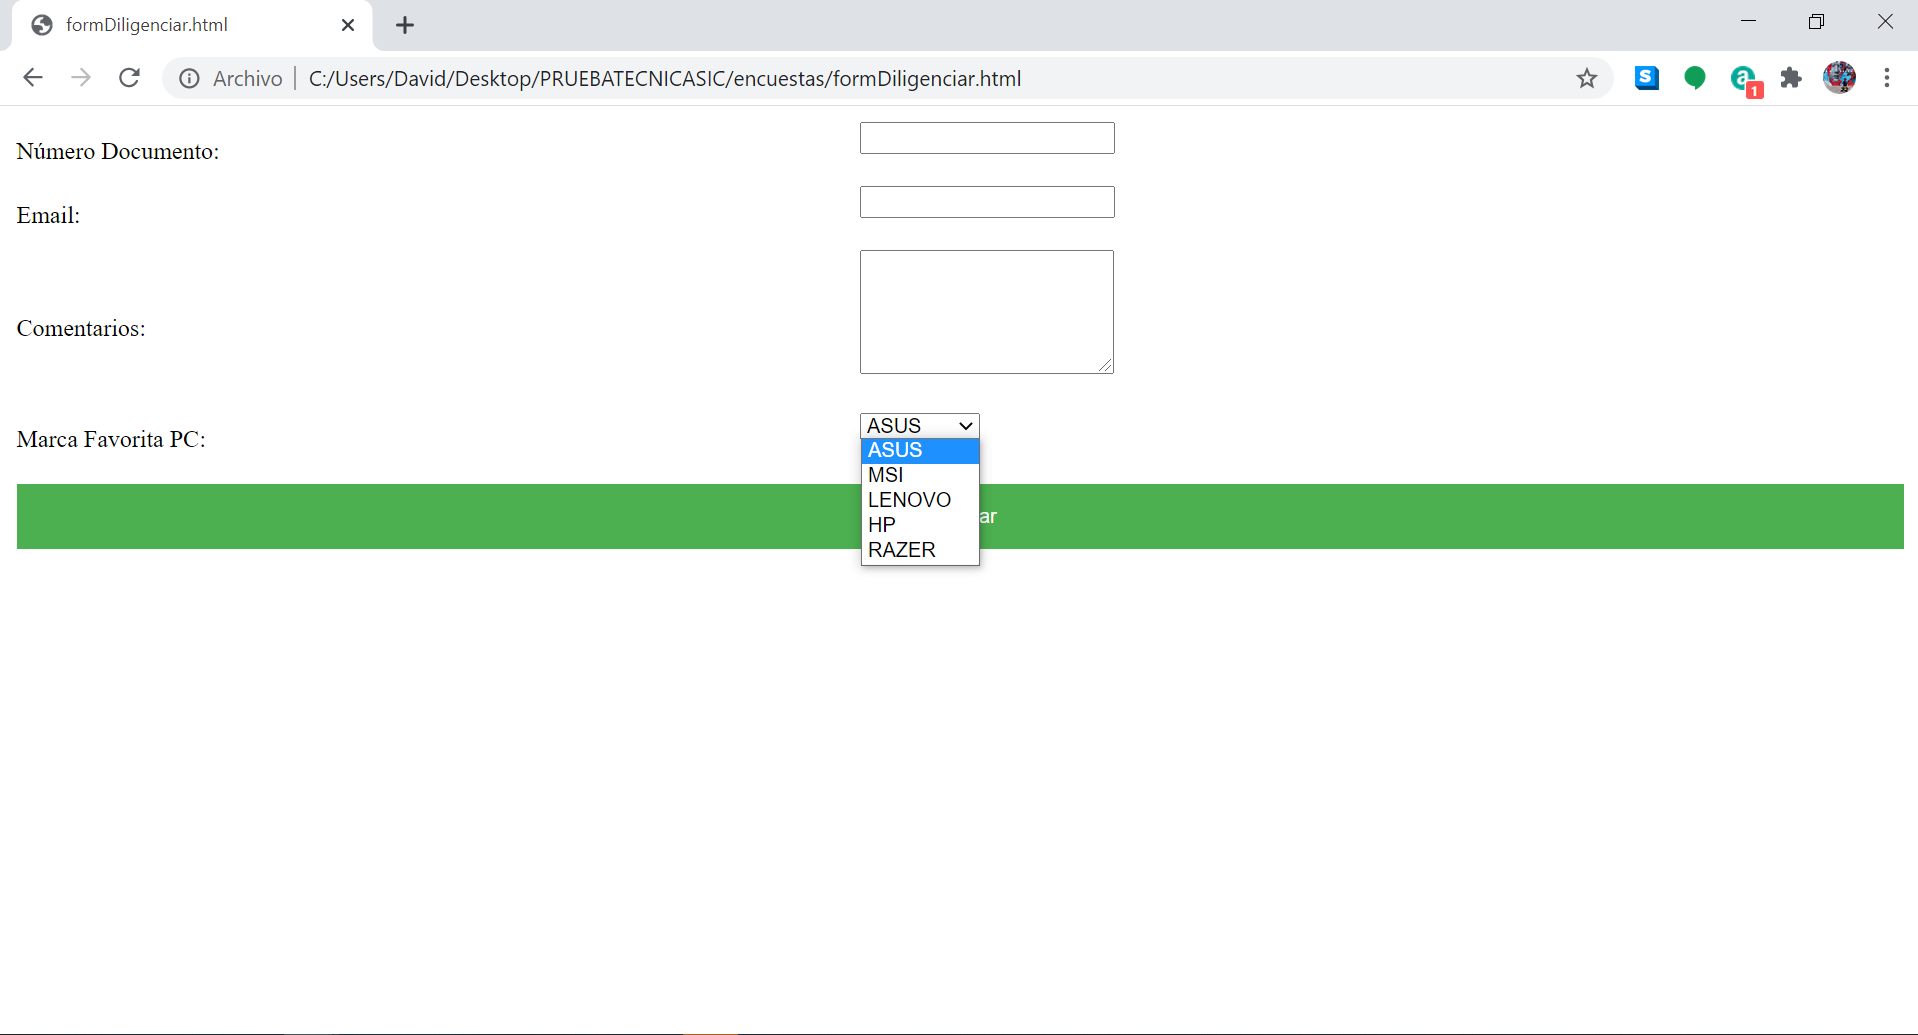 formDiligenciar.html
Archivo | C:/Users/David/Desktop/PRUEBATECNICASIC/encuestas/formDiligenciar.html
S
a
1
Número Documento:
Email:
Comentarios:
Marca Favorita PC:
ASUS
ASUS
MSI
LENOVO
HP
RAZER
ar